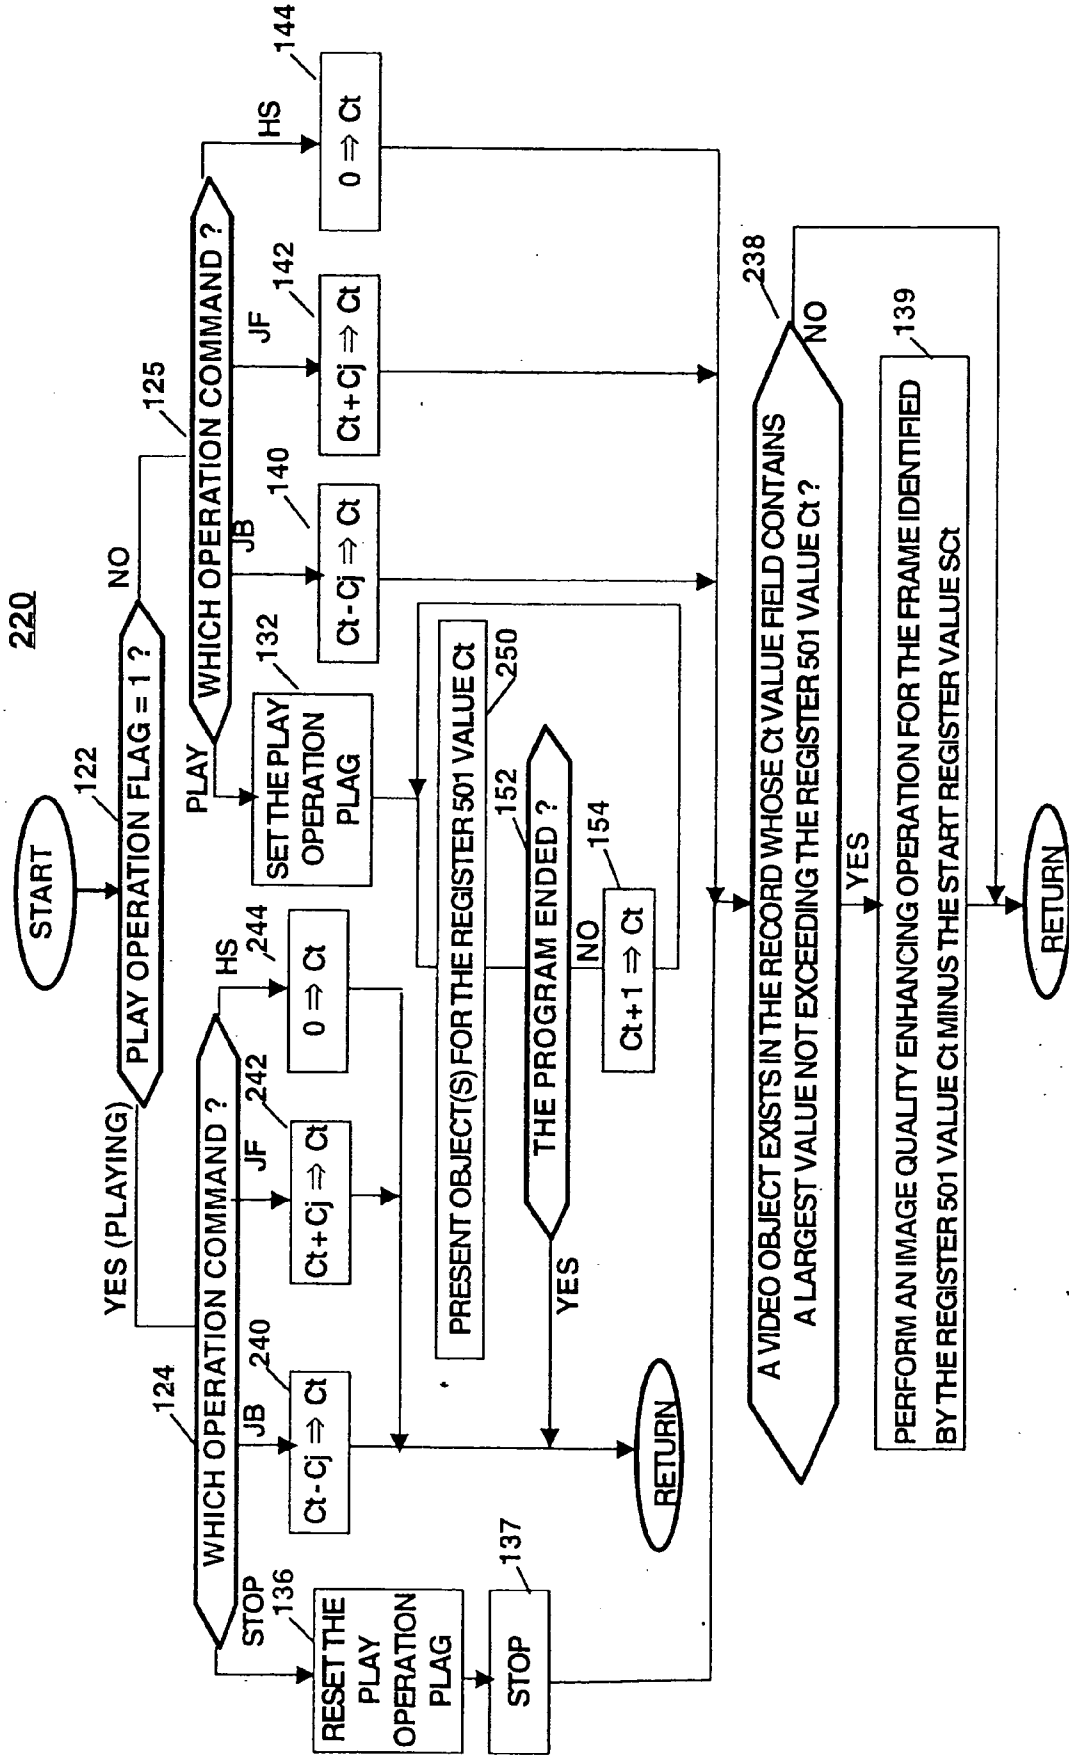 220
START
122
PLAY OPERATION FLAG = 1 ?
YES (PLAYING)
NO
124
WHICH OPERATION COMMAND ?
125
WHICH OPERATION COMMAND ?
STOP
JB
JF
HS
PLAY
JB
JF
HS
136
RESET THE
PLAY
OPERATION
PLAG
240
Ct - Cj ⇒ Ct
242
Ct + Cj ⇒ Ct
244
0 ⇒ Ct
132
SET THE PLAY
OPERATION
PLAG
140
Ct - Cj ⇒ Ct
142
Ct + Cj ⇒ Ct
144
0 ⇒ Ct
137
STOP
PRESENT OBJECT(S) FOR THE REGISTER 501 VALUE Ct
250
152
THE PROGRAM ENDED ?
YES
NO
154
Ct + 1 ⇒ Ct
RETURN
238
A VIDEO OBJECT EXISTS IN THE RECORD WHOSE Ct VALUE FIELD CONTAINS
A LARGEST VALUE NOT EXCEEDING THE REGISTER 501 VALUE Ct ?
NO
YES
139
PERFORM AN IMAGE QUALITY ENHANCING OPERATION FOR THE FRAME IDENTIFIED
BY THE REGISTER 501 VALUE Ct MINUS THE START REGISTER VALUE SCt
RETURN